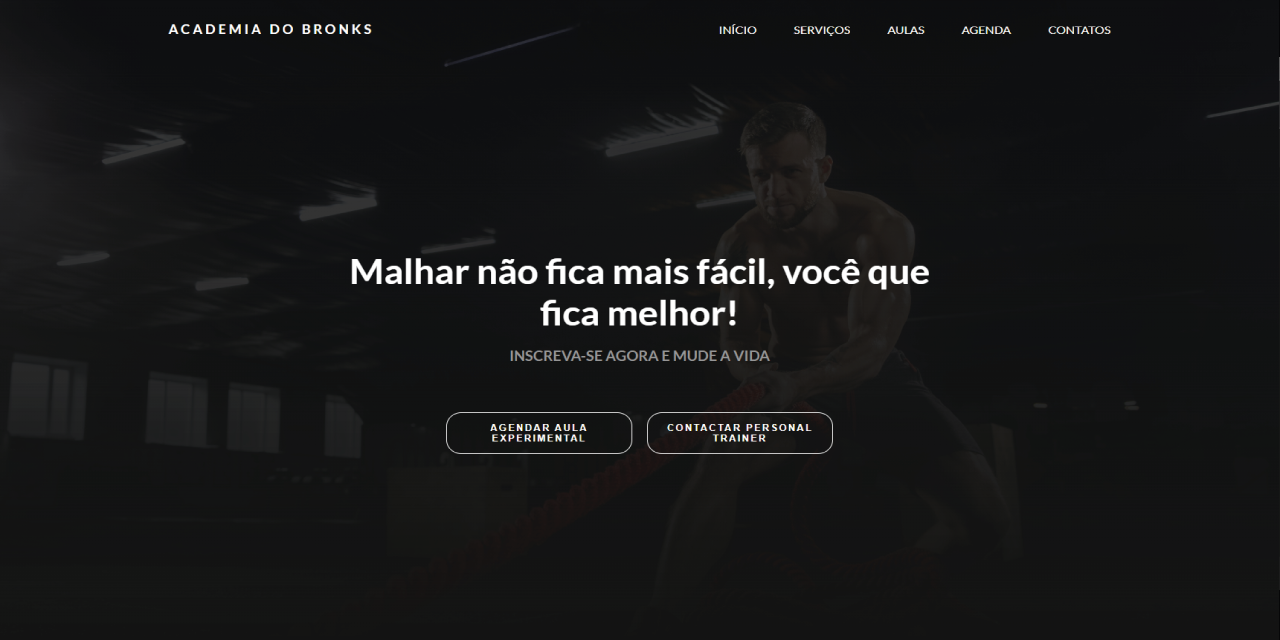 ACADEMIA DO BRONKS
INÍCIO
SERVIÇOS
AULAS
AGENDA
CONTATOS
Malhar não fica mais fácil, você que
fica melhor!
INSCREVA-SE AGORA E MUDE A VIDA
AGENDAR AULA
EXPERIMENTAL
CONTACTAR PERSONAL
TRAINER